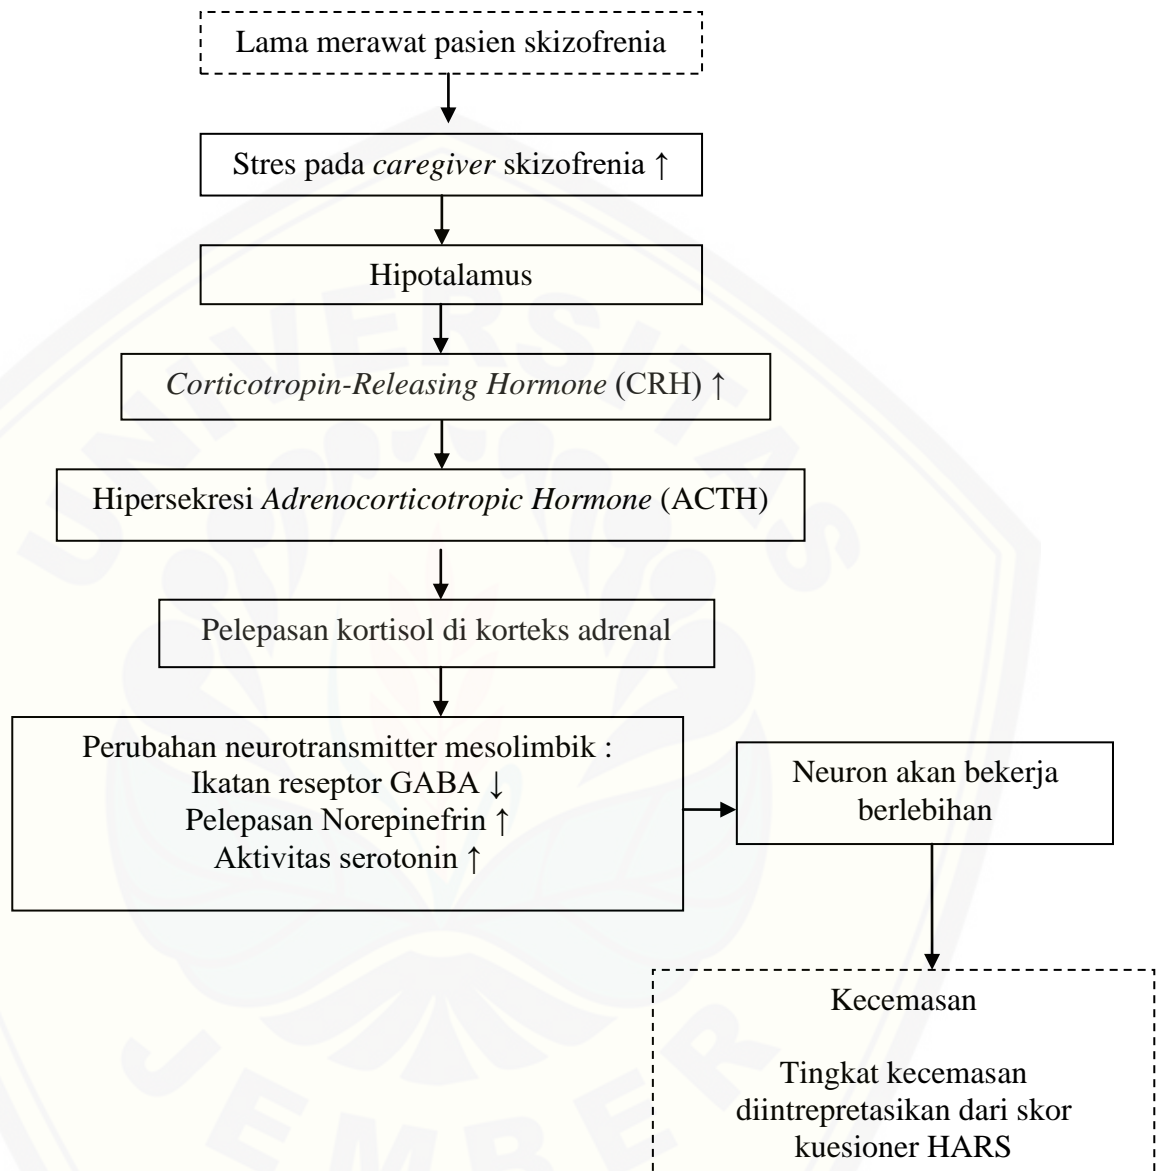 Lama merawat pasien skizofrenia
Stres pada caregiver skizofrenia ↑
Hipotalamus
Corticotropin-Releasing Hormone (CRH) ↑
Hipersekresi Adrenocorticotropic Hormone (ACTH)
Pelepasan kortisol di korteks adrenal
Perubahan neurotransmitter mesolimbik :
Ikatan reseptor GABA ↓
Pelepasan Norepinefrin ↑
Aktivitas serotonin ↑
Neuron akan bekerja
berlebihan
Kecemasan
Tingkat kecemasan
diintrepretasikan dari skor
kuesioner HARS
UNIVERSITAS
JEMBER